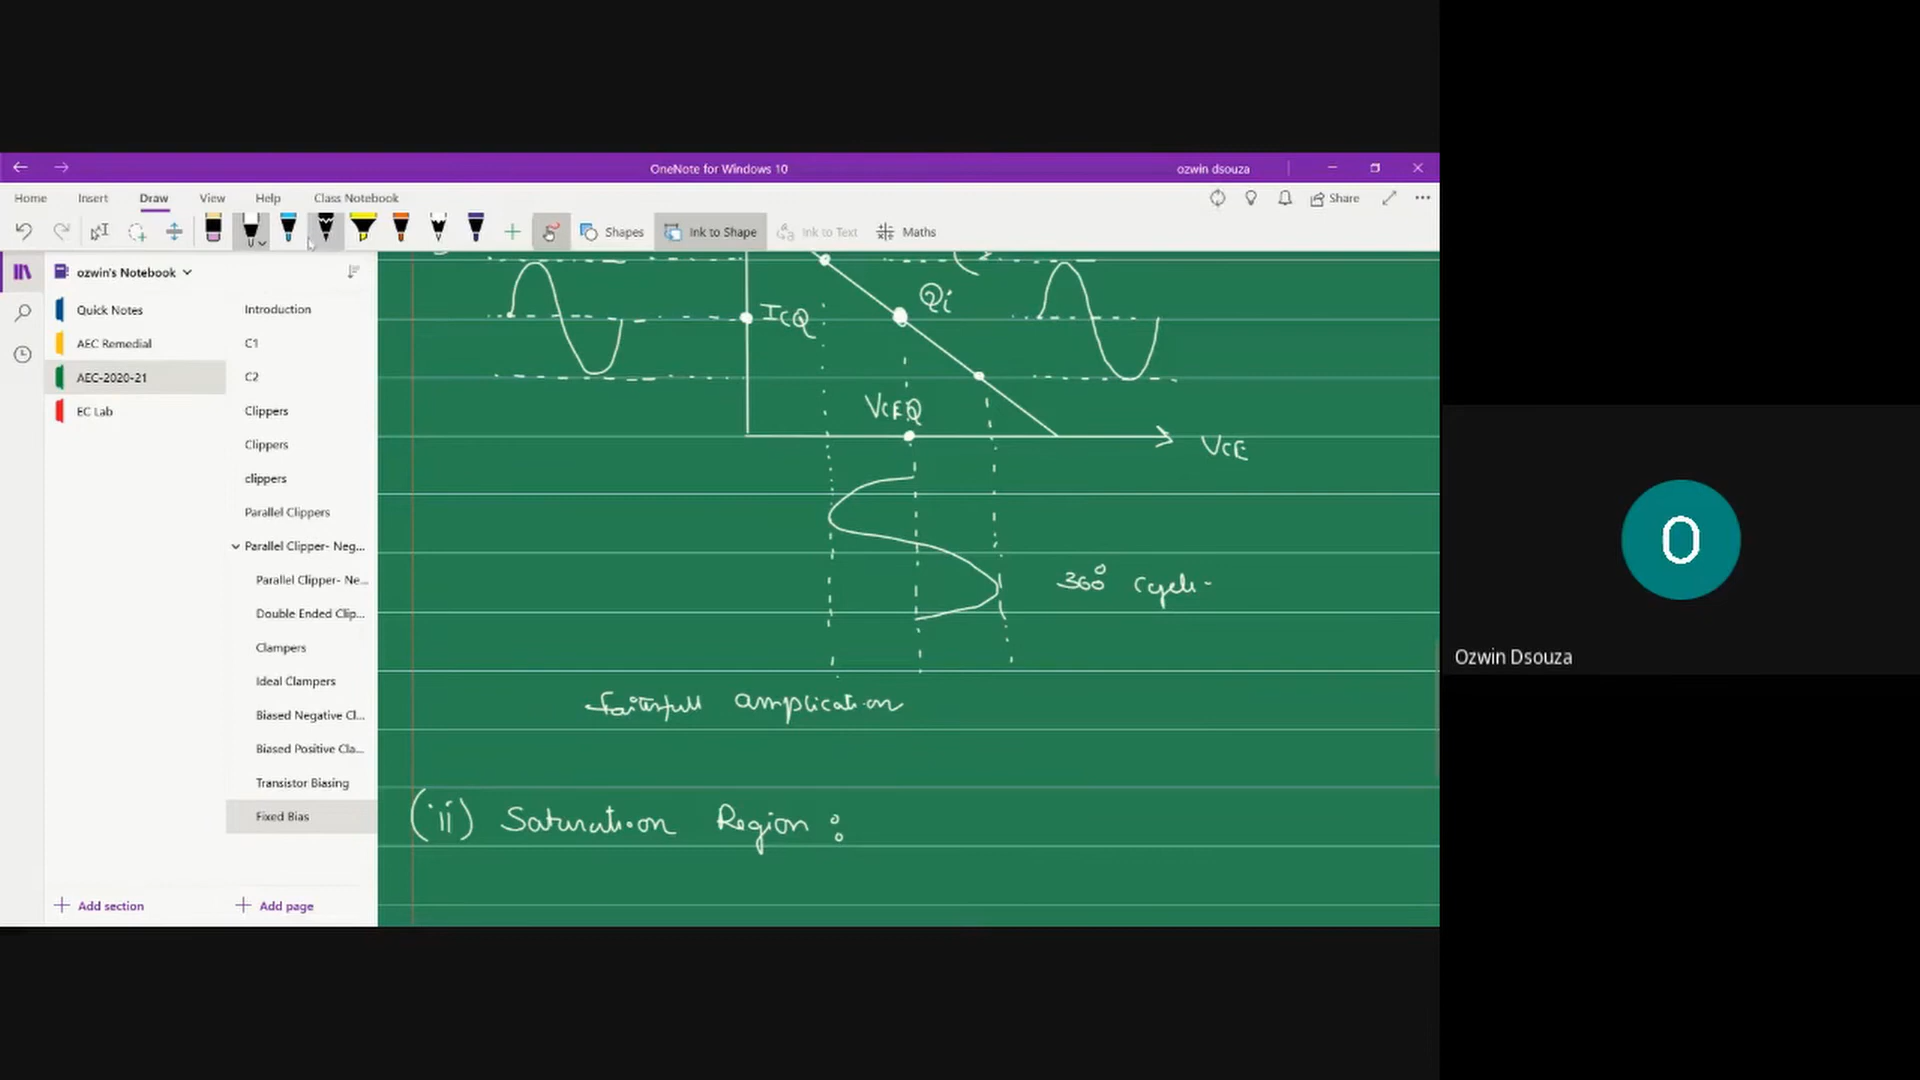 OneNote for Windows 10
ozwin dsouza
Home Insert Draw View Help Class Notebook
Share
Shapes Ink to Shape Ink to Text Maths
ozwin's Notebook
Quick Notes
AEC Remedial
AEC-2020-21
EC Lab
Introduction
C1
C2
Clippers
Clippers
clippers
Parallel Clippers
Parallel Clipper- Neg...
Parallel Clipper- Ne...
Double Ended Clip...
Clampers
Ideal Clampers
Biased Negative Cl...
Biased Positive Cla...
Transistor Biasing
Fixed Bias
Add section
Add page
ICQ
Qi
VCEQ
VCE
360° cycle-
faithfull amplication
(ii) Saturation Region :
O
Ozwin Dsouza